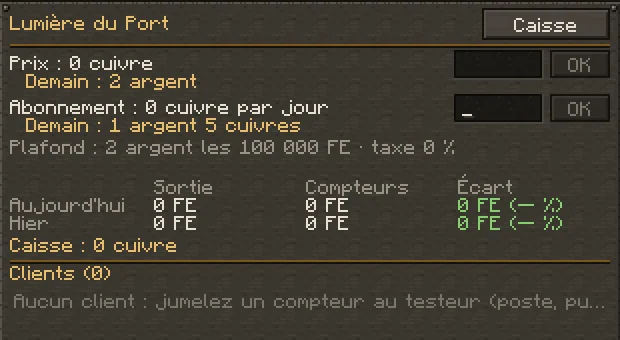 Lumière du Port
Caisse
Prix : 0 cuivre
OK
Demain : 2 argent
Abonnement : 0 cuivre par jour
_
OK
Demain : 1 argent 5 cuivres
Plafond : 2 argent les 100 000 FE · taxe 0 %
Sortie Compteurs Écart
Aujourd'hui 0 FE 0 FE 0 FE (— %)
Hier 0 FE 0 FE 0 FE (— %)
Caisse : 0 cuivre
Clients (0)
Aucun client : jumelez un compteur au testeur (poste, pu...